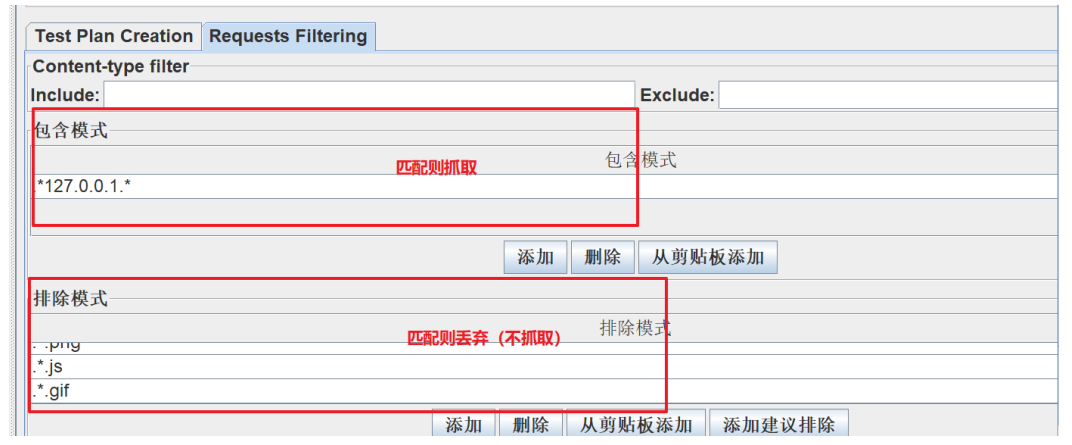 Test Plan Creation Requests Filtering
Content-type filter
Include: Exclude:
包含模式
包含模式
匹配则抓取
.*127.0.0.1.*
添加 删除 从剪贴板添加
排除模式
排除模式
匹配则丢弃（不抓取）
.*.png
.*.js
.*.gif
添加 删除 从剪贴板添加 添加建议排除